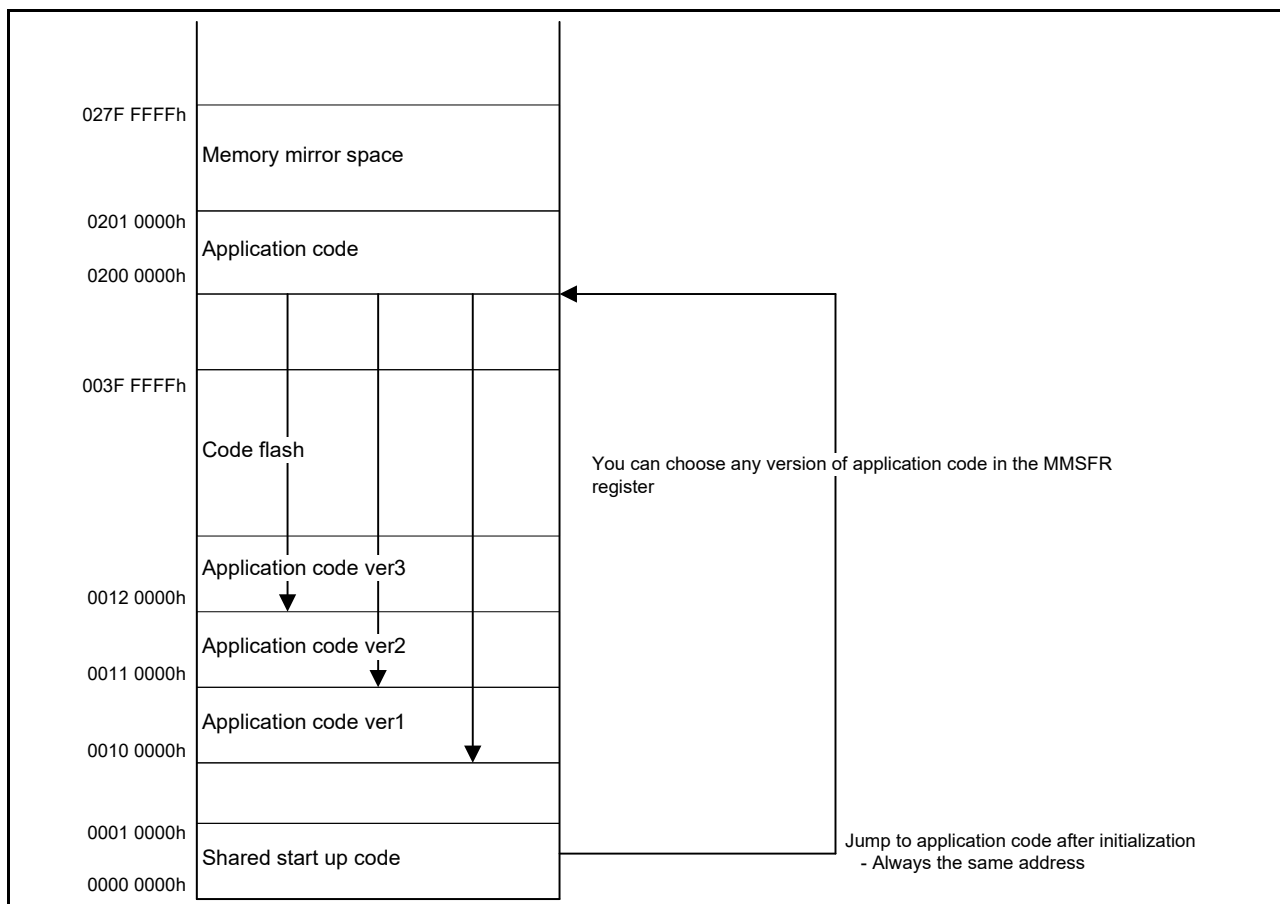 027F FFFFh
Memory mirror space
0201 0000h
Application code
0200 0000h
003F FFFFh
Code flash
You can choose any version of application code in the MMSFR
register
Application code ver3
0012 0000h
Application code ver2
0011 0000h
Application code ver1
0010 0000h
0001 0000h
Jump to application code after initialization
Shared start up code
- Always the same address
0000 0000h